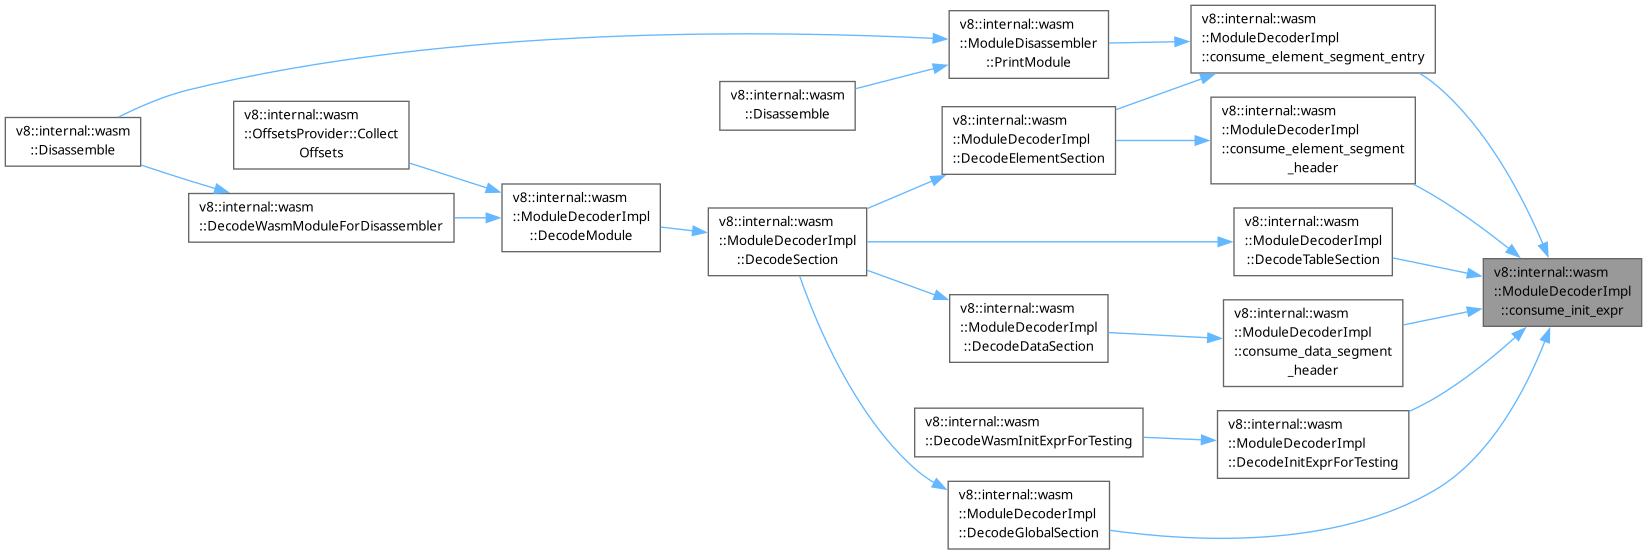 v8::internal::wasm
::ModuleDisassembler
::PrintModule
v8::internal::wasm
::ModuleDecoderImpl
::consume_element_segment_entry
v8::internal::wasm
::Disassemble
v8::internal::wasm
::OffsetsProvider::Collect
Offsets
v8::internal::wasm
::Disassemble
v8::internal::wasm
::ModuleDecoderImpl
::DecodeElementSection
v8::internal::wasm
::ModuleDecoderImpl
::consume_element_segment
_header
v8::internal::wasm
::DecodeWasmModuleForDisassembler
v8::internal::wasm
::ModuleDecoderImpl
::DecodeModule
v8::internal::wasm
::ModuleDecoderImpl
::DecodeSection
v8::internal::wasm
::ModuleDecoderImpl
::DecodeTableSection
v8::internal::wasm
::ModuleDecoderImpl
::consume_init_expr
v8::internal::wasm
::ModuleDecoderImpl
::DecodeDataSection
v8::internal::wasm
::ModuleDecoderImpl
::consume_data_segment
_header
v8::internal::wasm
::DecodeWasmInitExprForTesting
v8::internal::wasm
::ModuleDecoderImpl
::DecodeInitExprForTesting
v8::internal::wasm
::ModuleDecoderImpl
::DecodeGlobalSection